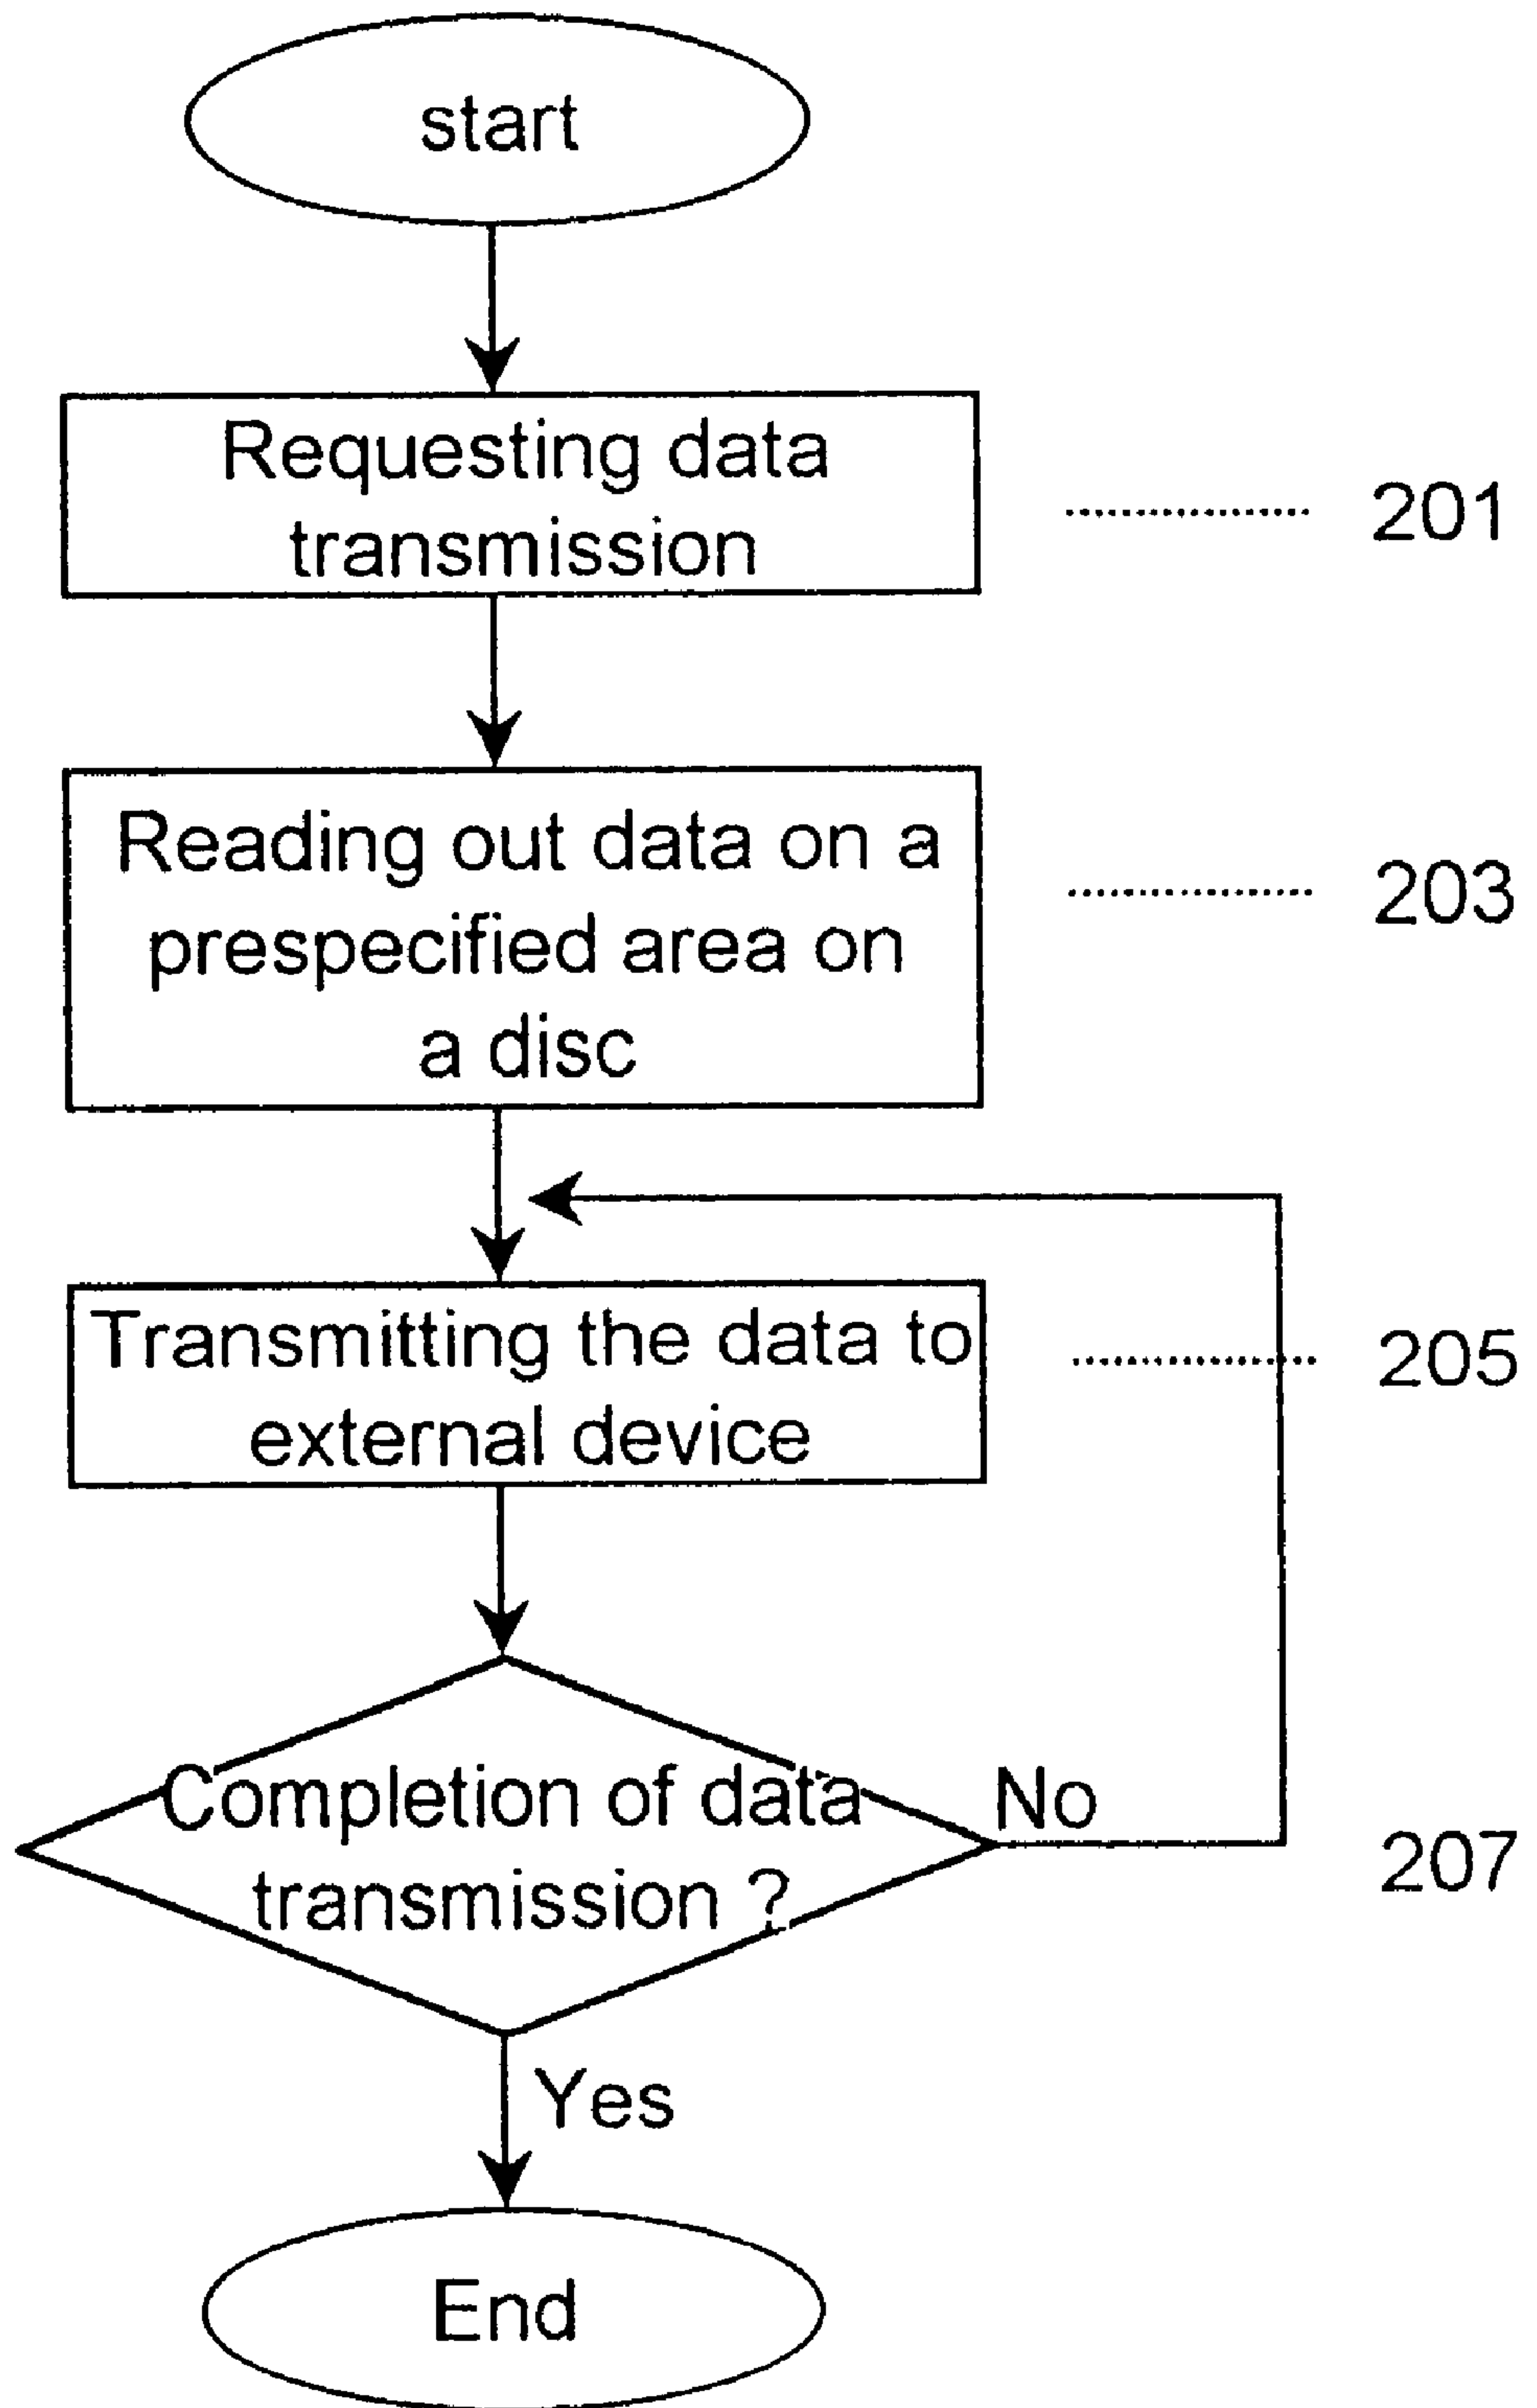 start
Requesting data
transmission
201
Reading out data on a
prespecified area on
a disc
203
Transmitting the data to
external device
205
Completion of data
transmission ?
No
207
Yes
End